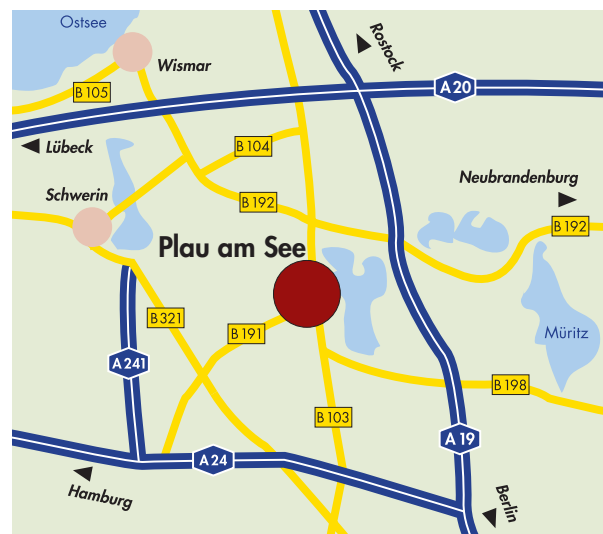 Ostsee
Rostock
Wismar
A 20
B 105
Lübeck
B 104
Schwerin
Neubrandenburg
B 192
B 192
Plau am See
B 321
B 191
Müritz
A 241
B 198
B 103
A 19
A 24
Hamburg
Berlin